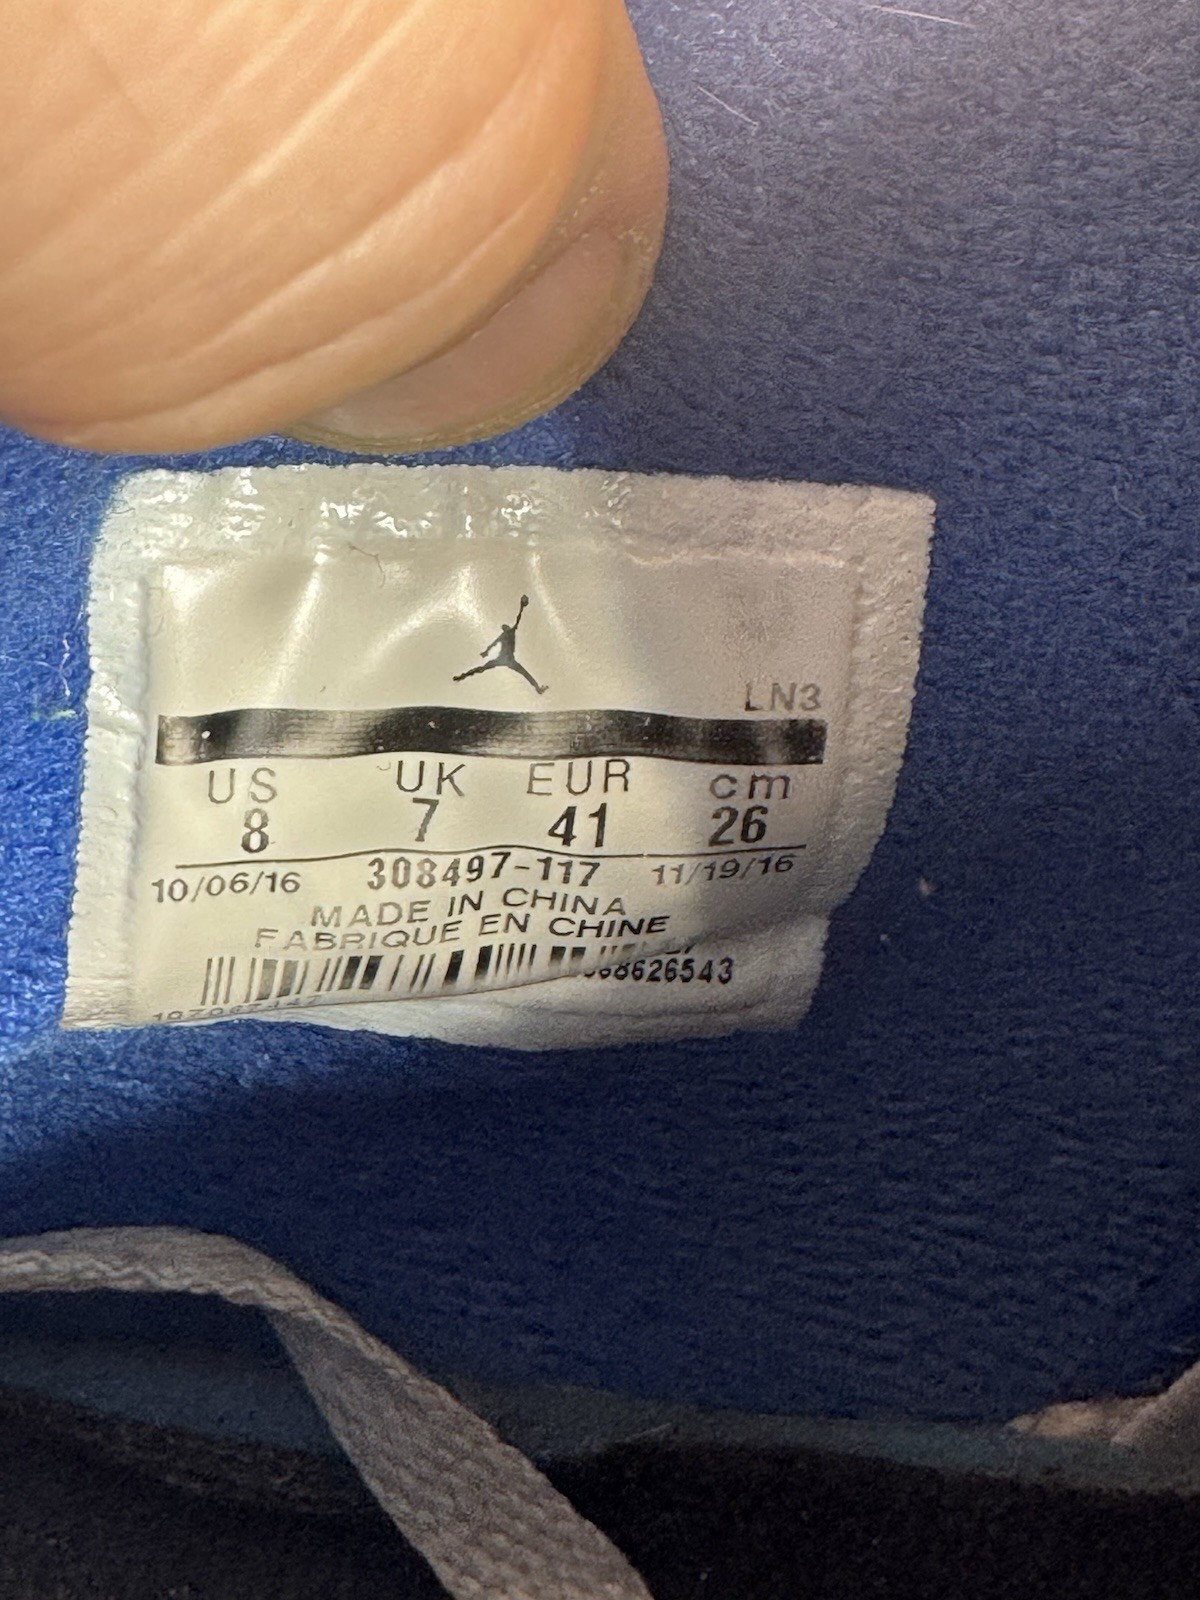 LN3
US UK EUR cm
8 7 41 26
10/06/16 308497-117 11/19/16
MADE IN CHINA
FABRIQUE EN CHINE
68626543